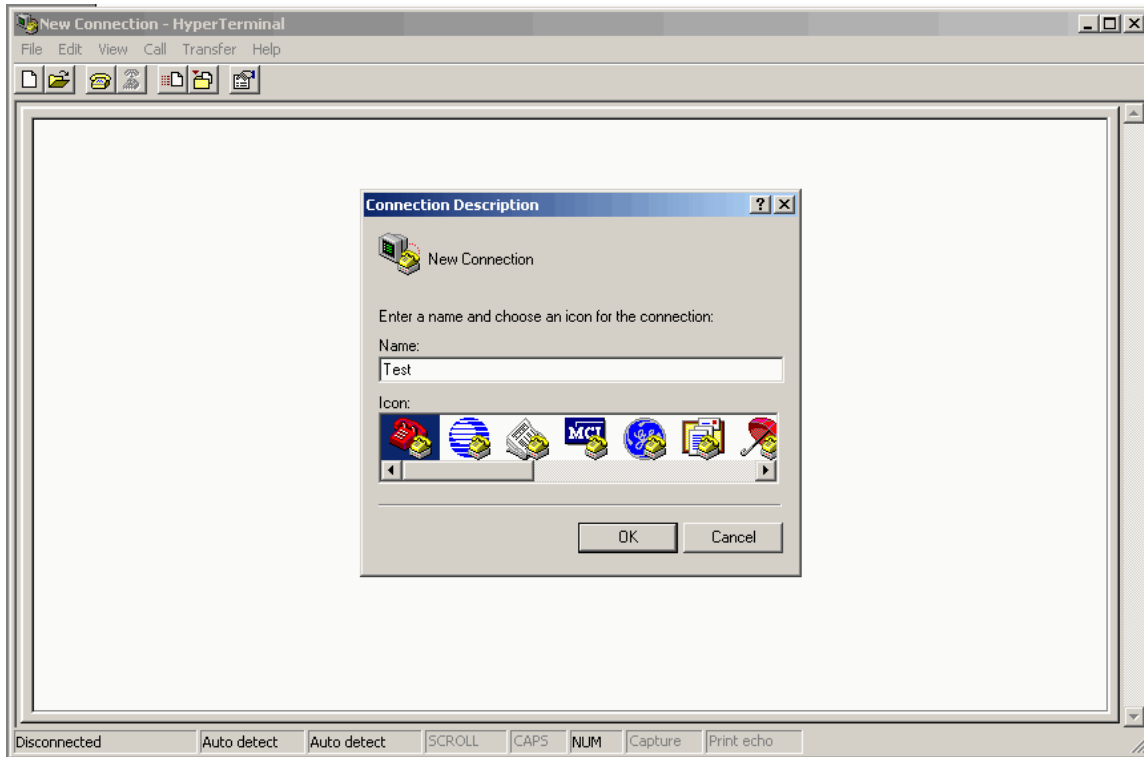 New Connection - HyperTerminal
File Edit View Call Transfer Help
Connection Description
New Connection
Enter a name and choose an icon for the connection:
Name:
Test
Icon:
MCI
OK Cancel
Disconnected Auto detect Auto detect SCROLL CAPS NUM Capture Print echo